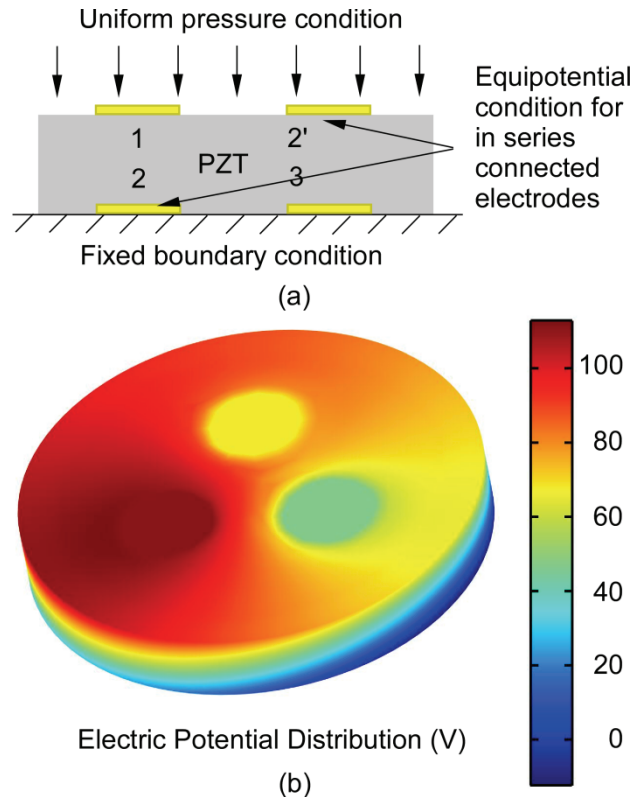 Uniform pressure condition
Equipotential
condition for
in series
connected
electrodes
1
2'
2
PZT
3
Fixed boundary condition
(a)
100
80
60
40
20
0
Electric Potential Distribution (V)
(b)